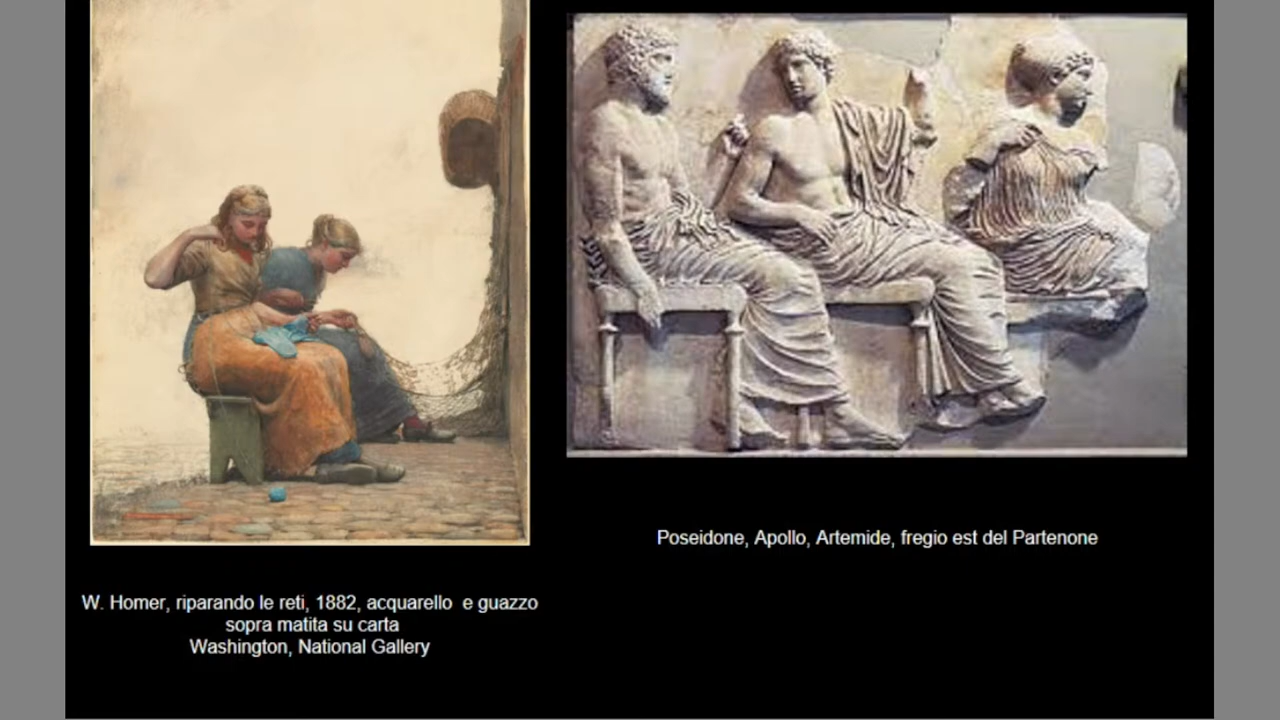 Poseidone, Apollo, Artemide, fregio est del Partenone
W. Homer, riparando le reti, 1882, acquarello e guazzo
sopra matita su carta
Washington, National Gallery